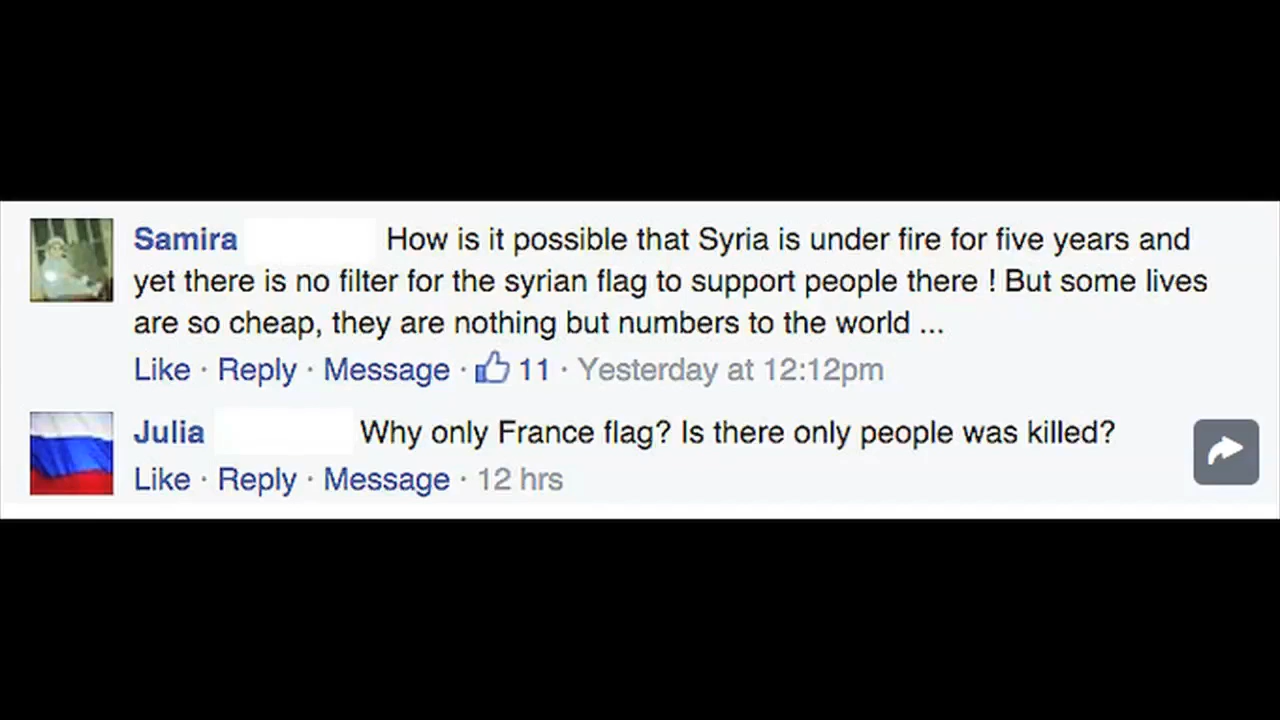 Samira How is it possible that Syria is under fire for five years and
yet there is no filter for the syrian flag to support people there ! But some lives
are so cheap, they are nothing but numbers to the world ...
Like · Reply · Message · 11 · Yesterday at 12:12pm
Julia Why only France flag? Is there only people was killed?
Like · Reply · Message · 12 hrs